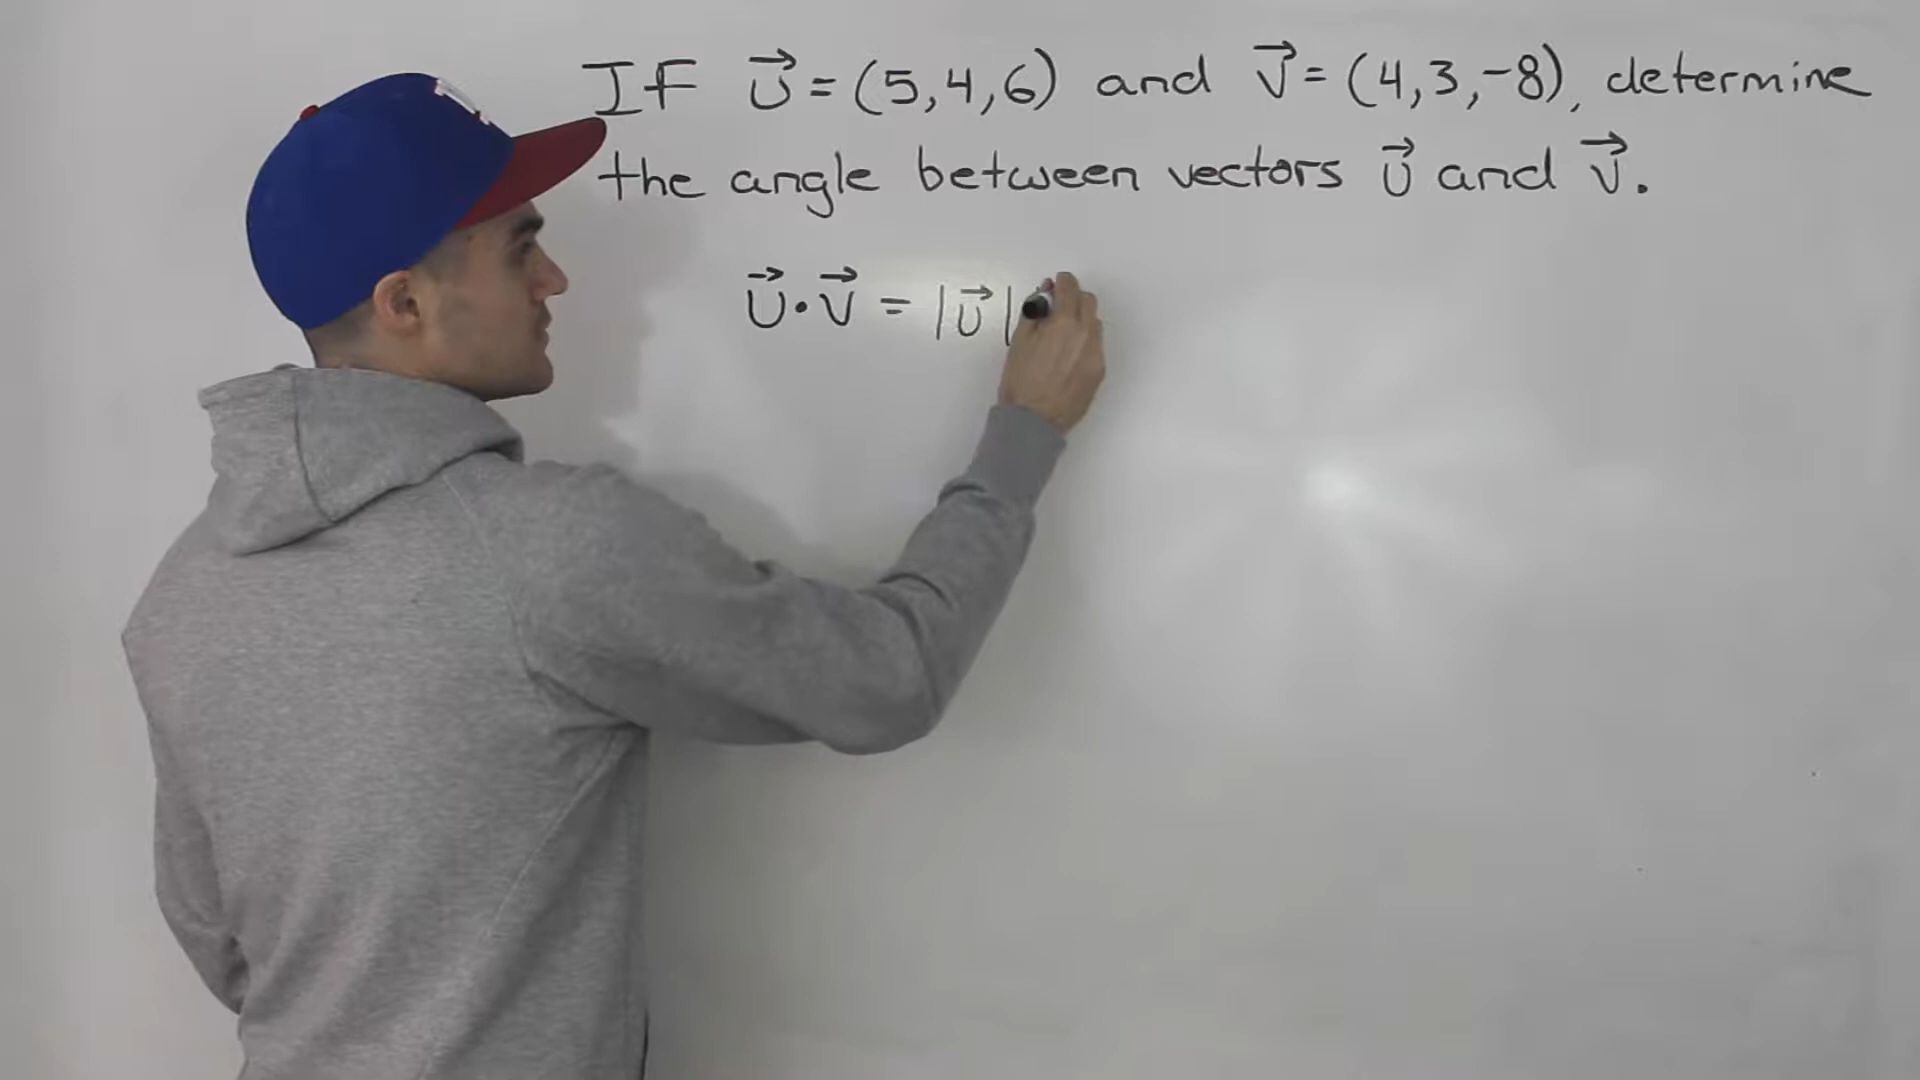 If u⃗ = (5,4,6) and v⃗ = (4,3,-8), determine
the angle between vectors u⃗ and v⃗.
u⃗ · v⃗ = |u⃗|